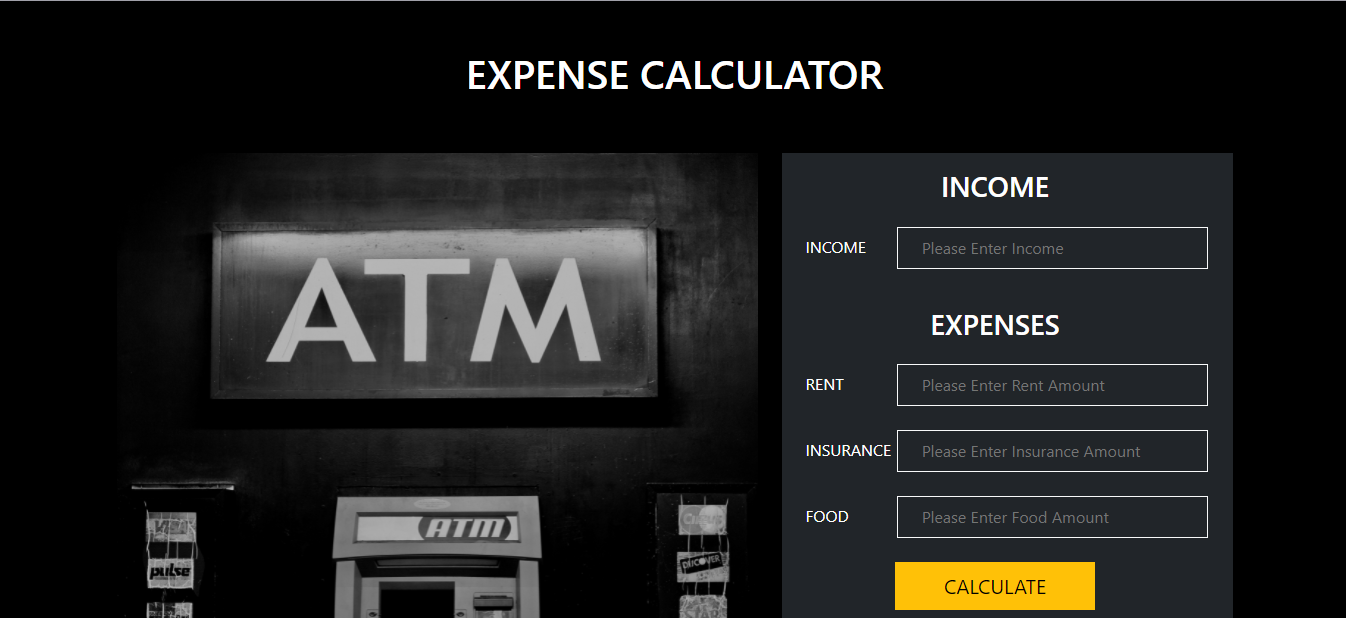 EXPENSE CALCULATOR
ATM
ATM
pulse
DISCOVER
INCOME
INCOME Please Enter Income
EXPENSES
RENT Please Enter Rent Amount
INSURANCE Please Enter Insurance Amount
FOOD Please Enter Food Amount
CALCULATE